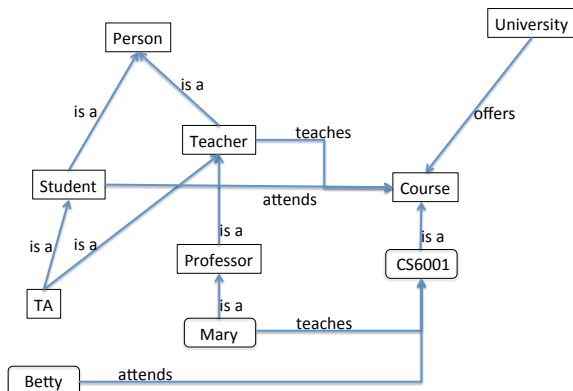 University
Person
is a
is a
offers
Teacher
teaches
Student
attends
Course
is a
is a
is a
is a
Professor
CS6001
TA
is a
Mary
teaches
Betty
attends